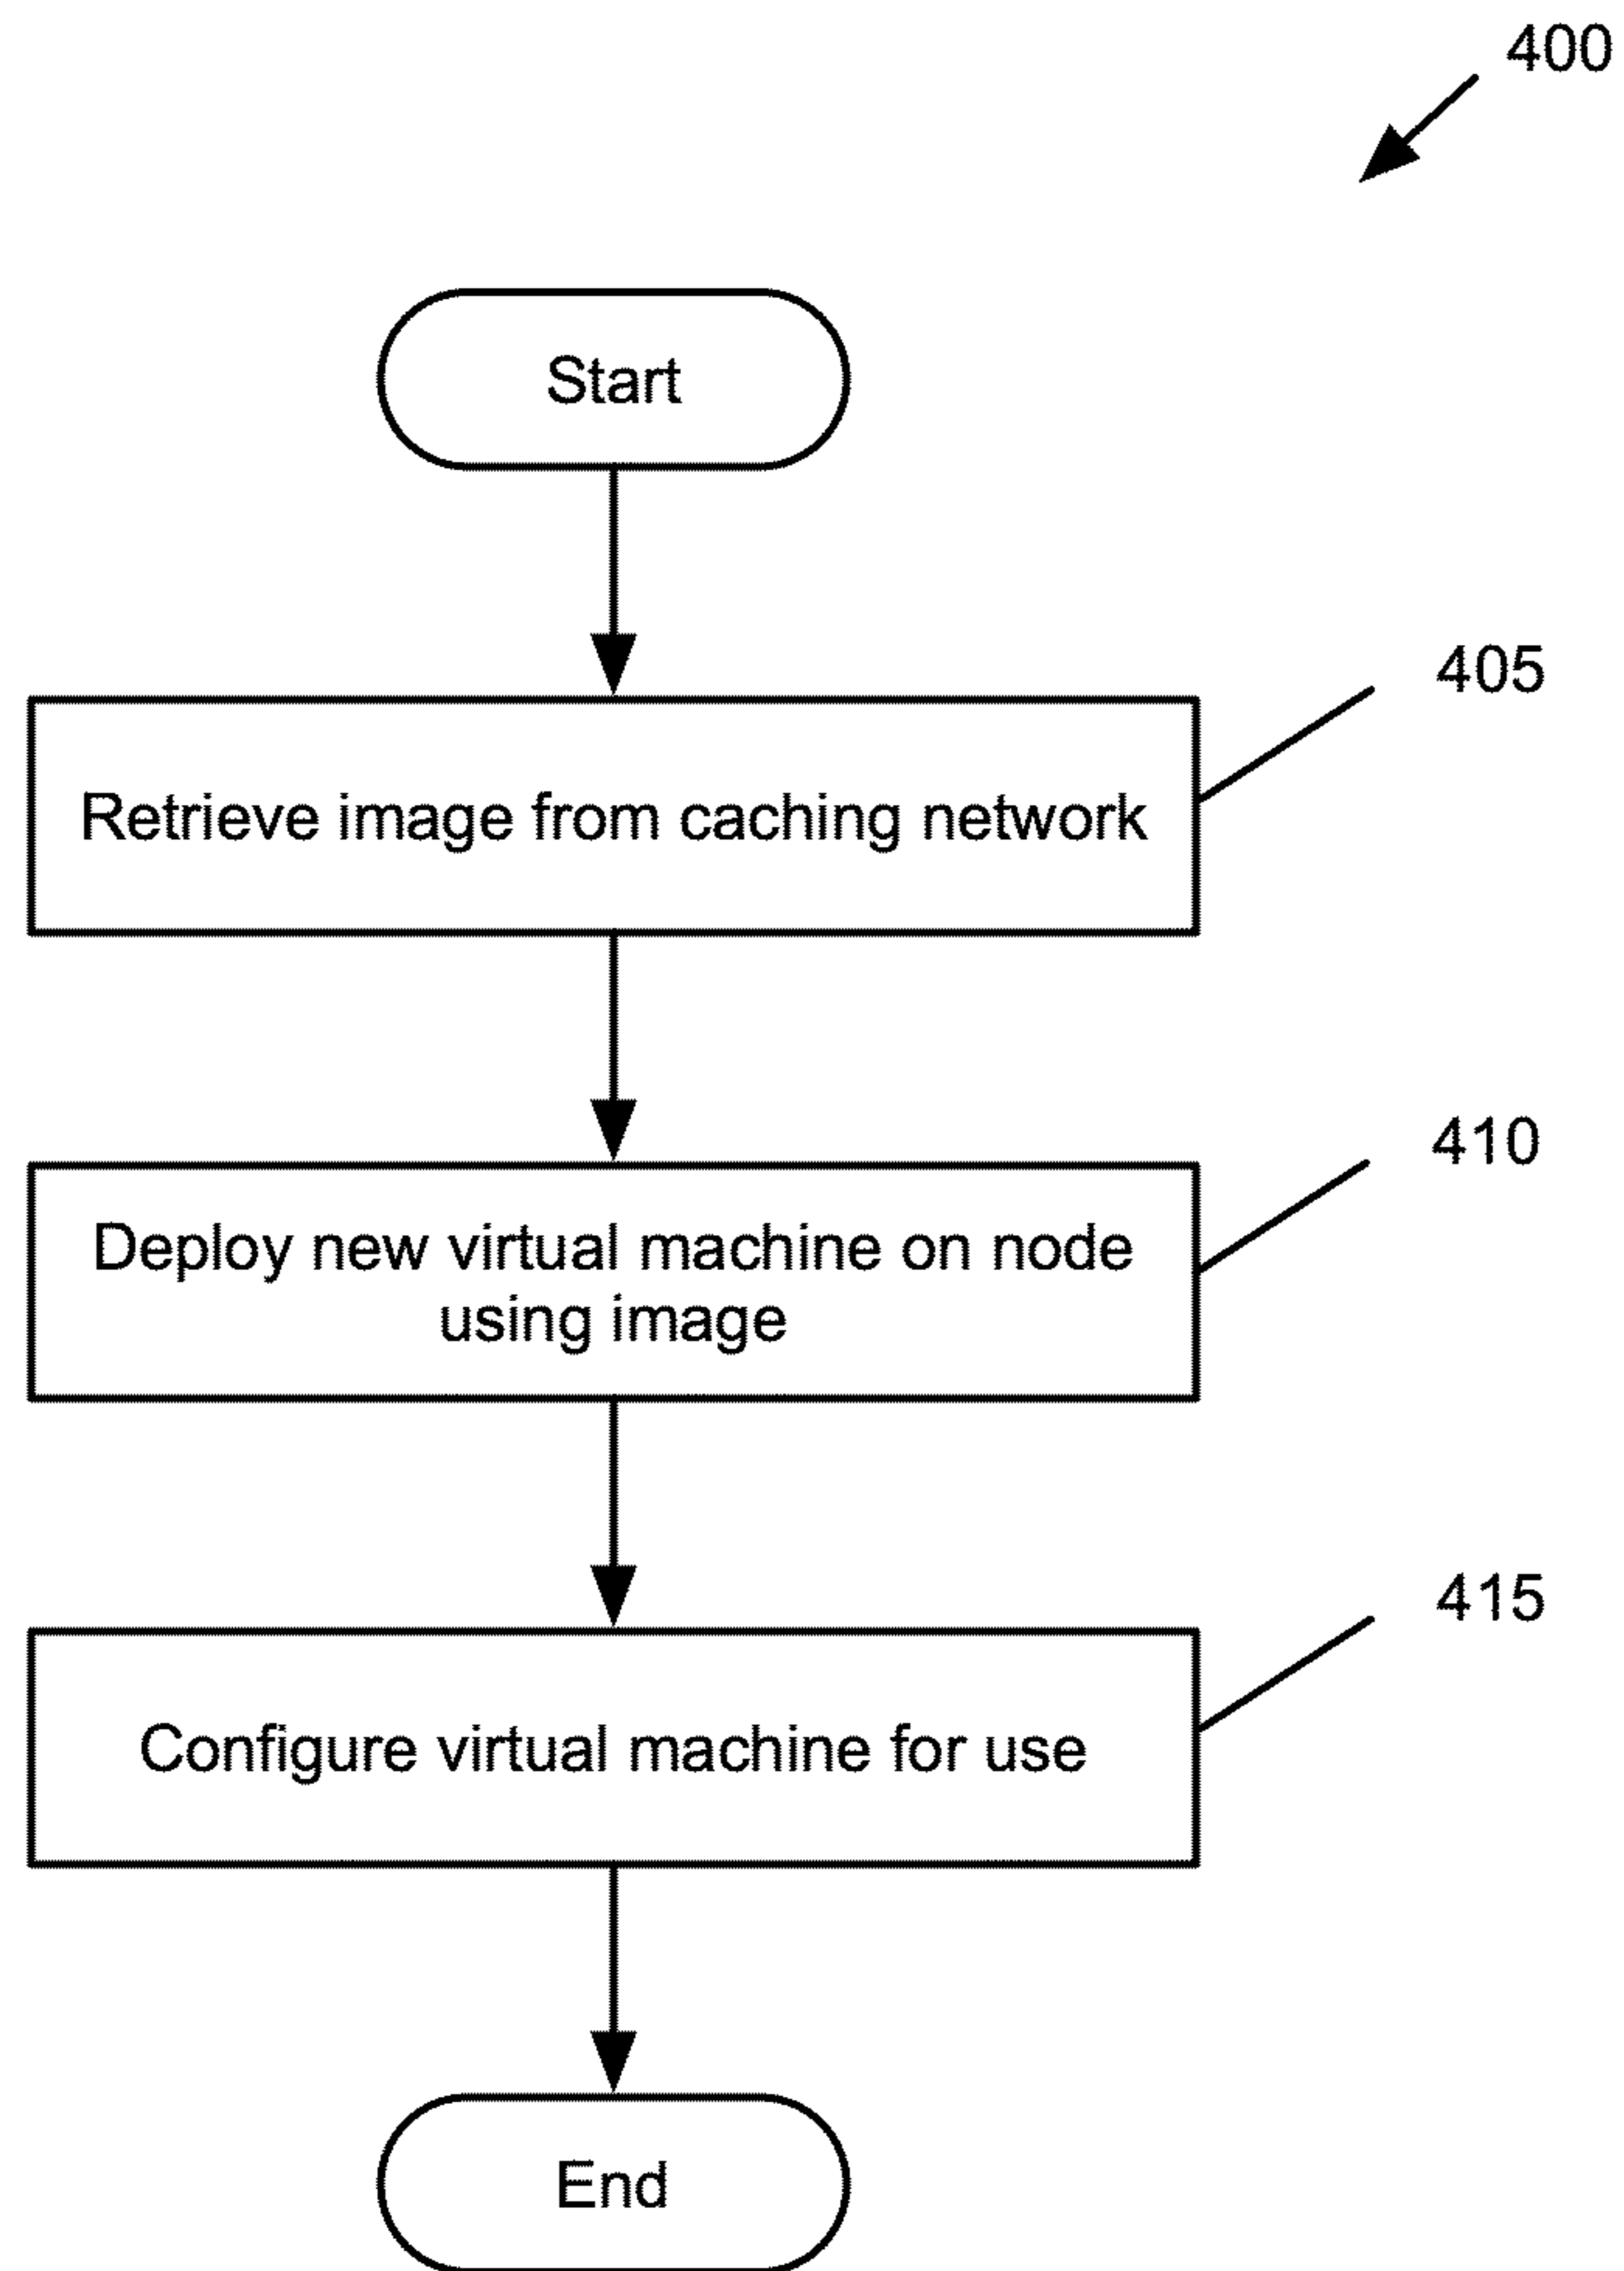 400
Start
405
Retrieve image from caching network
410
Deploy new virtual machine on node
using image
415
Configure virtual machine for use
End